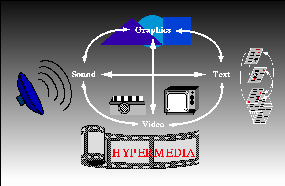 Graphics
Sound
Text
Video
HYPERMEDIA